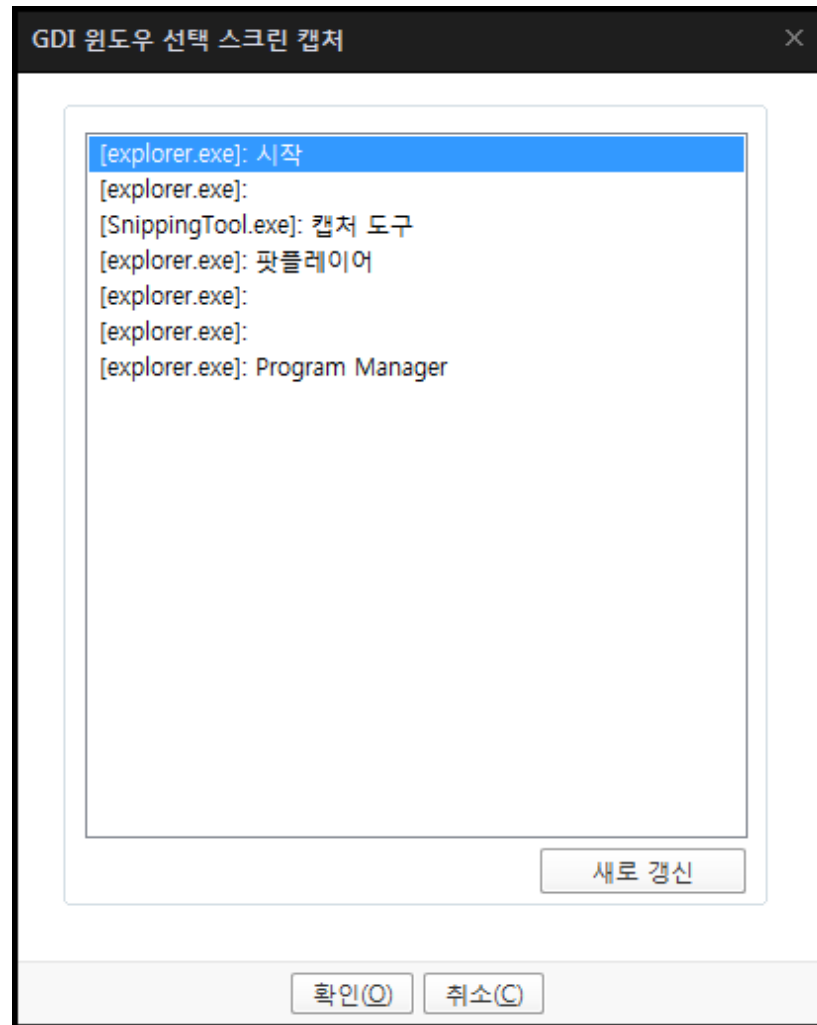 GDI 윈도우 선택 스크린 캡처
[explorer.exe]: 시작
[explorer.exe]:
[SnippingTool.exe]: 캡처 도구
[explorer.exe]: 팟플레이어
[explorer.exe]:
[explorer.exe]:
[explorer.exe]: Program Manager
새로 갱신
확인(O) 취소(C)